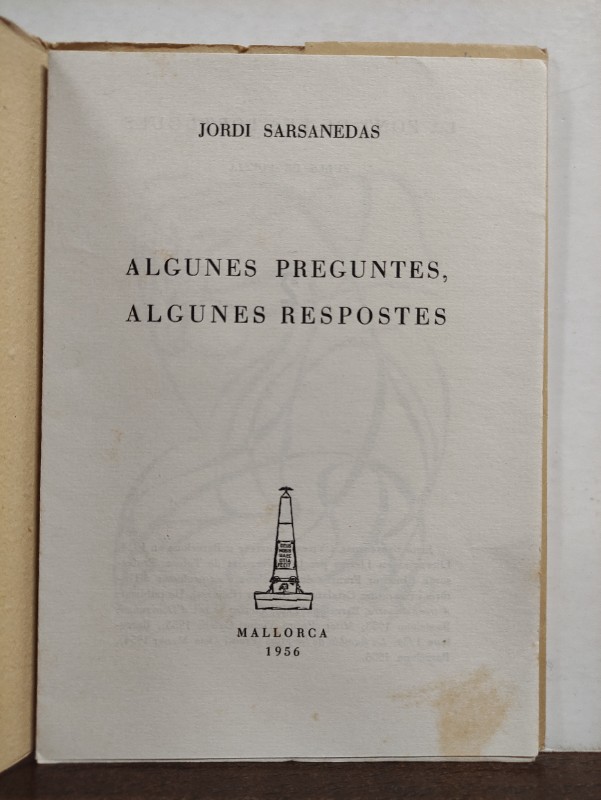 JORDI SARSANEDAS
ALGUNES PREGUNTES,
ALGUNES RESPOSTES
MALLORCA
1956